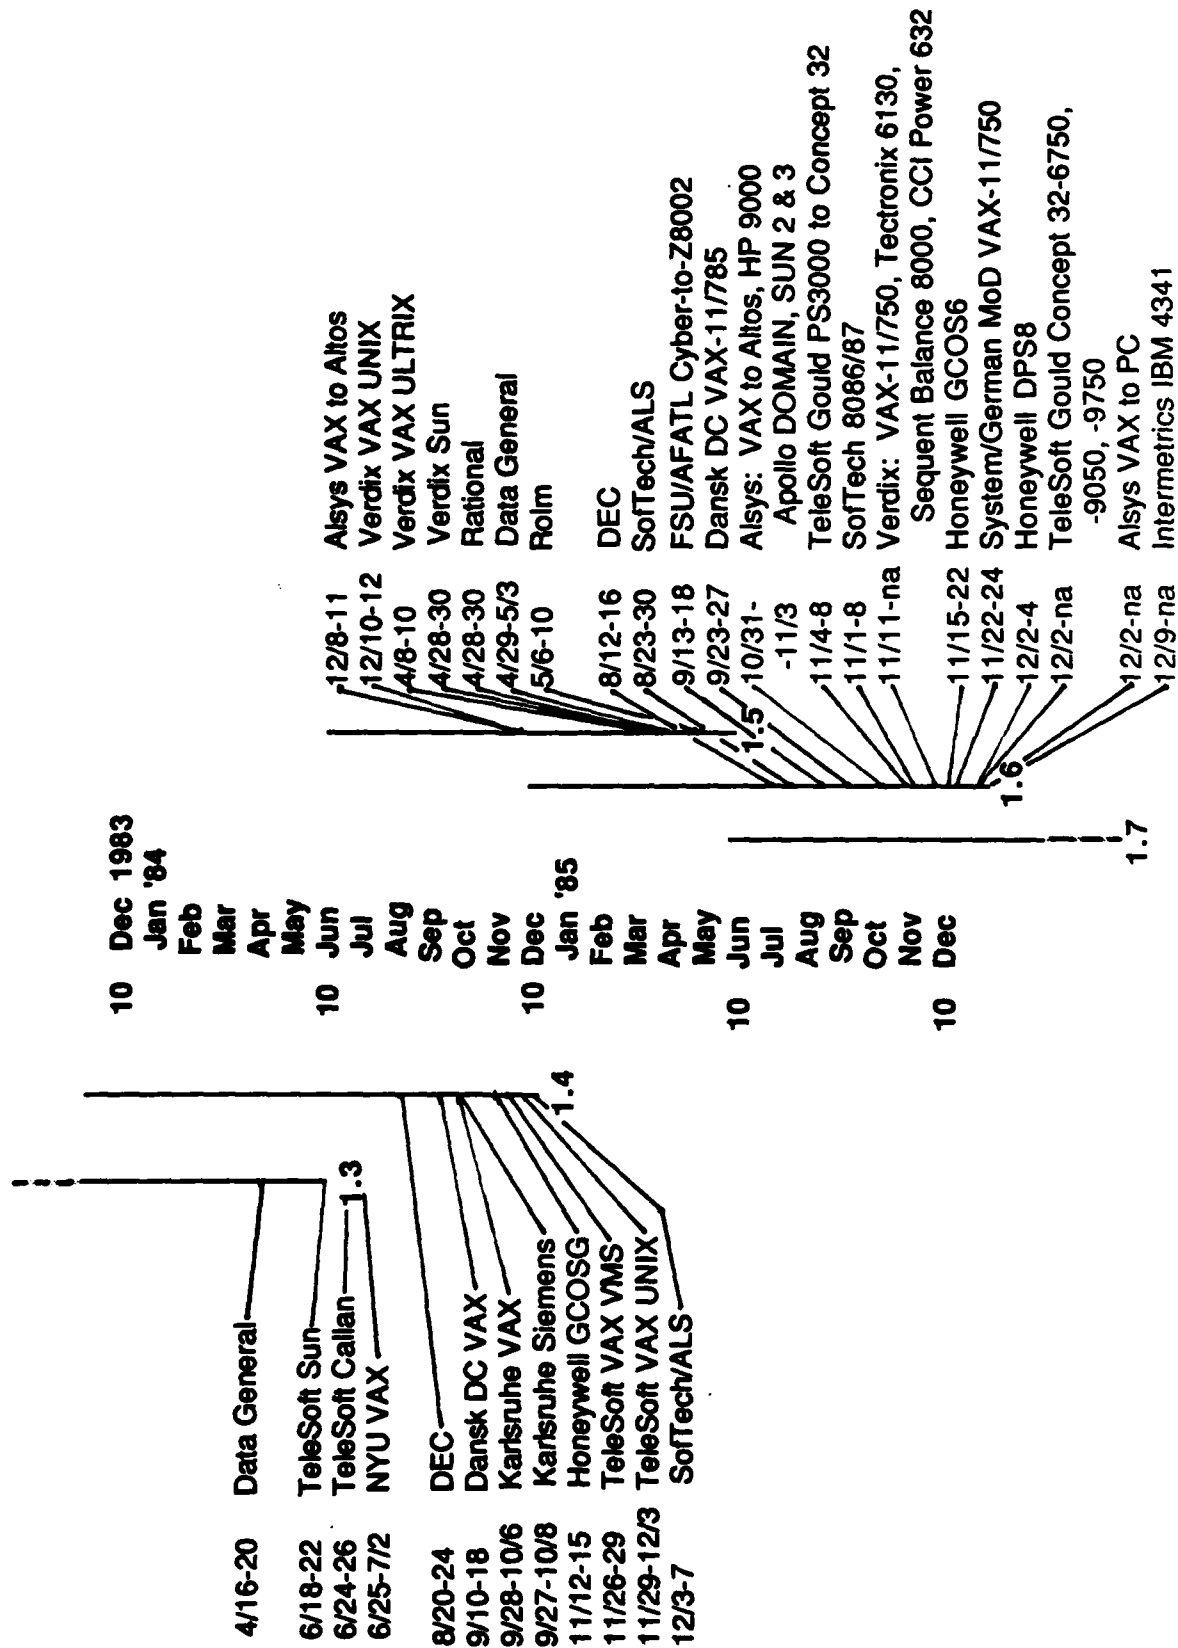 10 Dec 1983
Jan '84
Feb
Mar
Apr
May
10 Jun
Jul
Aug
Sep
Oct
Nov
10 Dec
Jan '85
Feb
Mar
Apr
May
10 Jun
Jul
Aug
Sep
Oct
Nov
10 Dec
4/16-20 Data General
6/18-22 TeleSoft Sun
6/24-26 TeleSoft Callan
6/25-7/2 NYU VAX
1.3
8/20-24 DEC
9/10-18 Dansk DC VAX
9/28-10/6 Karlsruhe VAX
9/27-10/8 Karlsruhe Siemens
11/12-15 Honeywell GCOSG
11/26-29 TeleSoft VAX VMS
11/29-12/3 TeleSoft VAX UNIX
12/3-7 SofTech/ALS
1.4
12/8-11 Alsys VAX to Altos
12/10-12 Verdix VAX UNIX
4/8-10 Verdix VAX ULTRIX
4/28-30 Verdix Sun
4/28-30 Rational
4/29-5/3 Data General
5/6-10 Rolm
1.5
8/12-16 DEC
8/23-30 SofTech/ALS
9/13-18 FSU/AFATL Cyber-to-Z8002
9/23-27 Dansk DC VAX-11/785
10/31- Alsys: VAX to Altos, HP 9000
-11/3 Apollo DOMAIN, SUN 2 & 3
11/4-8 TeleSoft Gould PS3000 to Concept 32
11/1-8 SofTech 8086/87
11/11-na Verdix: VAX-11/750, Tectronix 6130,
Sequent Balance 8000, CCI Power 632
11/15-22 Honeywell GCOS6
11/22-24 System/German MoD VAX-11/750
12/2-4 Honeywell DPS8
12/2-na TeleSoft Gould Concept 32-6750,
-9050, -9750
12/2-na Alsys VAX to PC
12/9-na Intermetrics IBM 4341
1.6
1.7